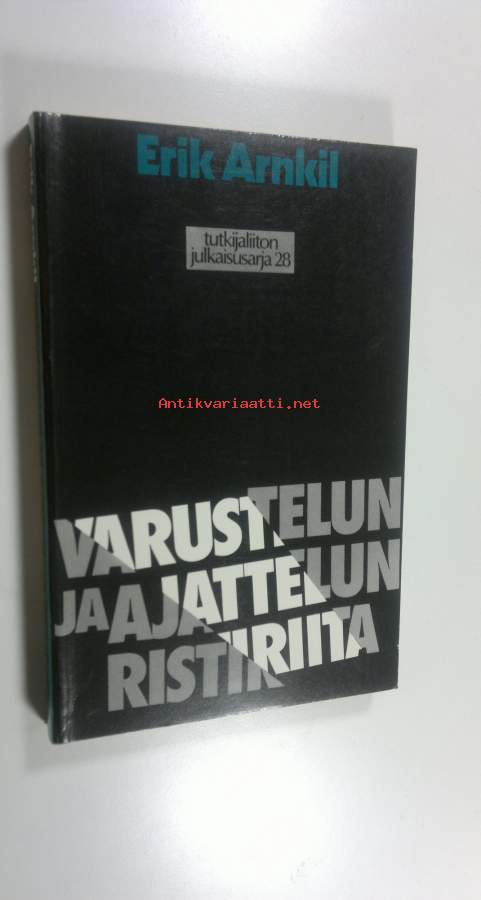 Erik Arnkil
tutkijaliiton
julkaisusarja 28
Antikvariaatti.net
VARUSTELUN
JA AJATTELUN
RISTIRIITA